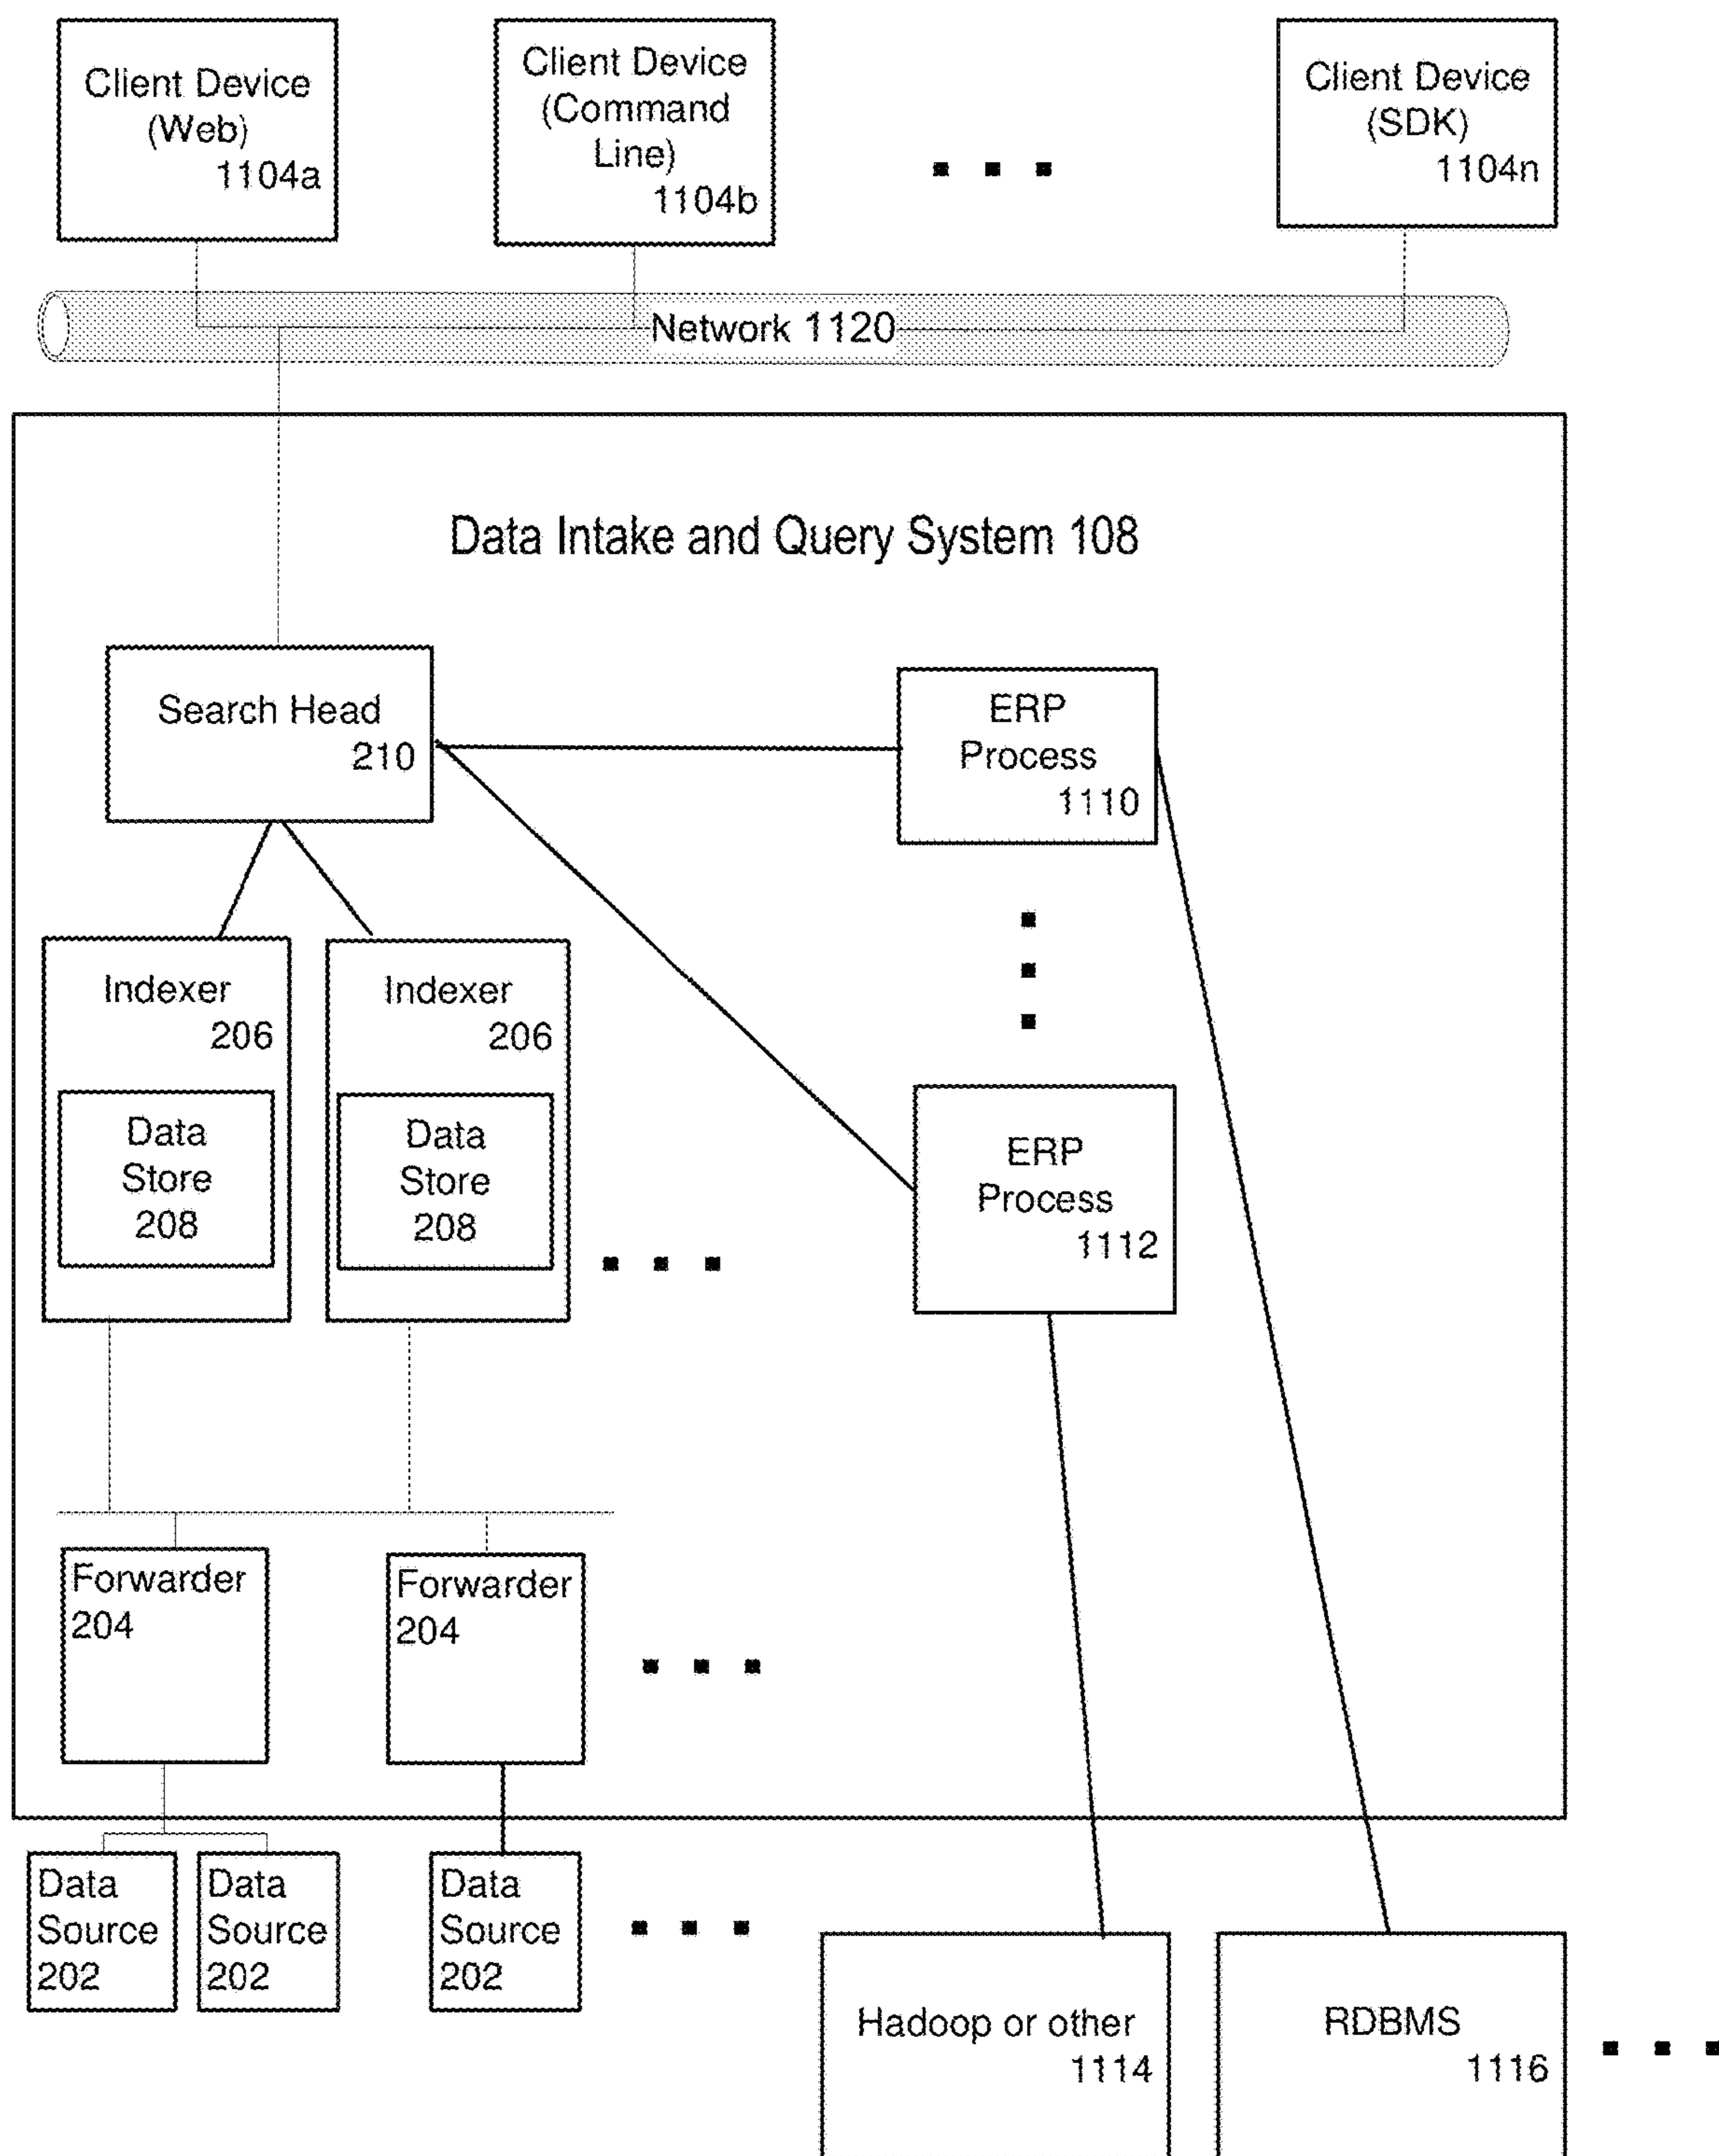 Client Device
(Web)
1104a
Client Device
(Command
Line)
1104b
Client Device
(SDK)
1104n
Network 1120
Data Intake and Query System 108
Search Head
210
ERP
Process
1110
Indexer
206
Data
Store
208
Indexer
206
Data
Store
208
ERP
Process
1112
Forwarder
204
Forwarder
204
Data
Source
202
Data
Source
202
Data
Source
202
Hadoop or other
1114
RDBMS
1116